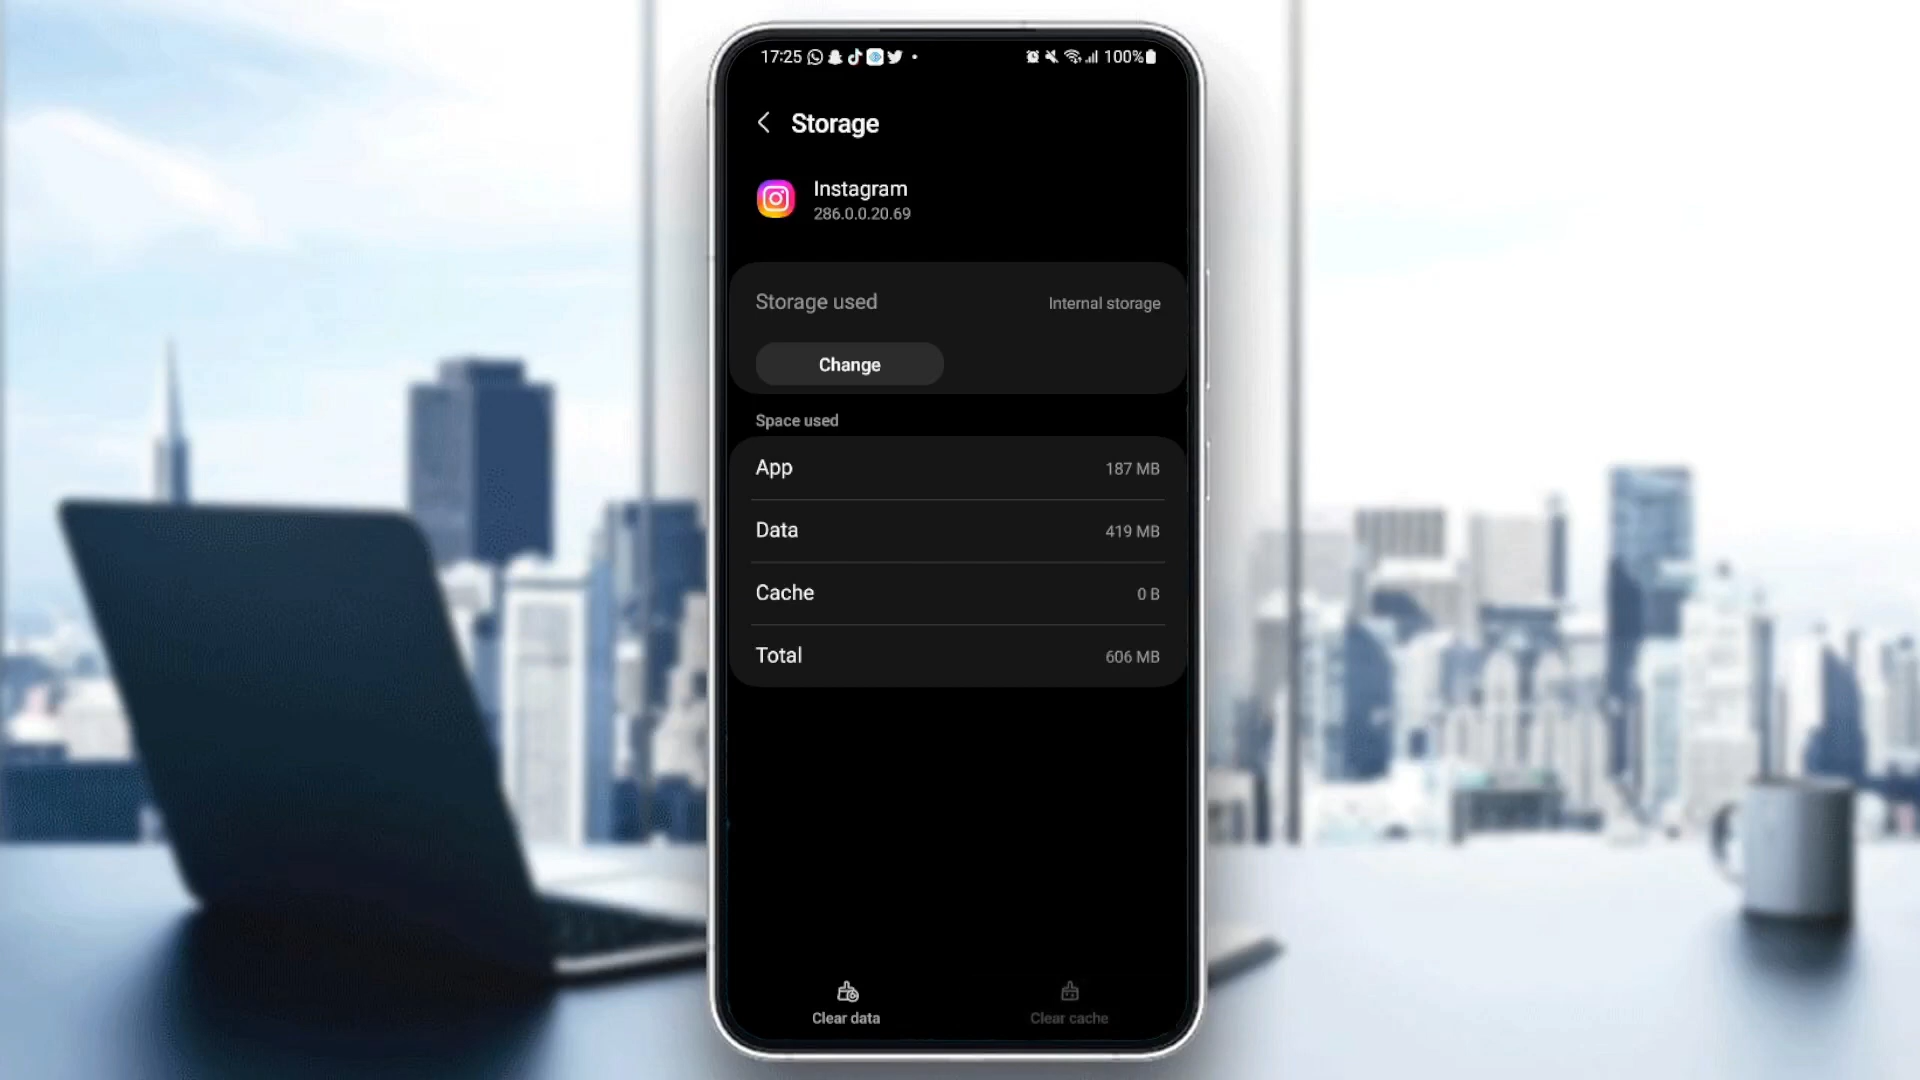 17:25 100%
Storage
Instagram
286.0.0.20.69
Storage used Internal storage
Change
Space used
App 187 MB
Data 419 MB
Cache 0 B
Total 606 MB
Clear data Clear cache